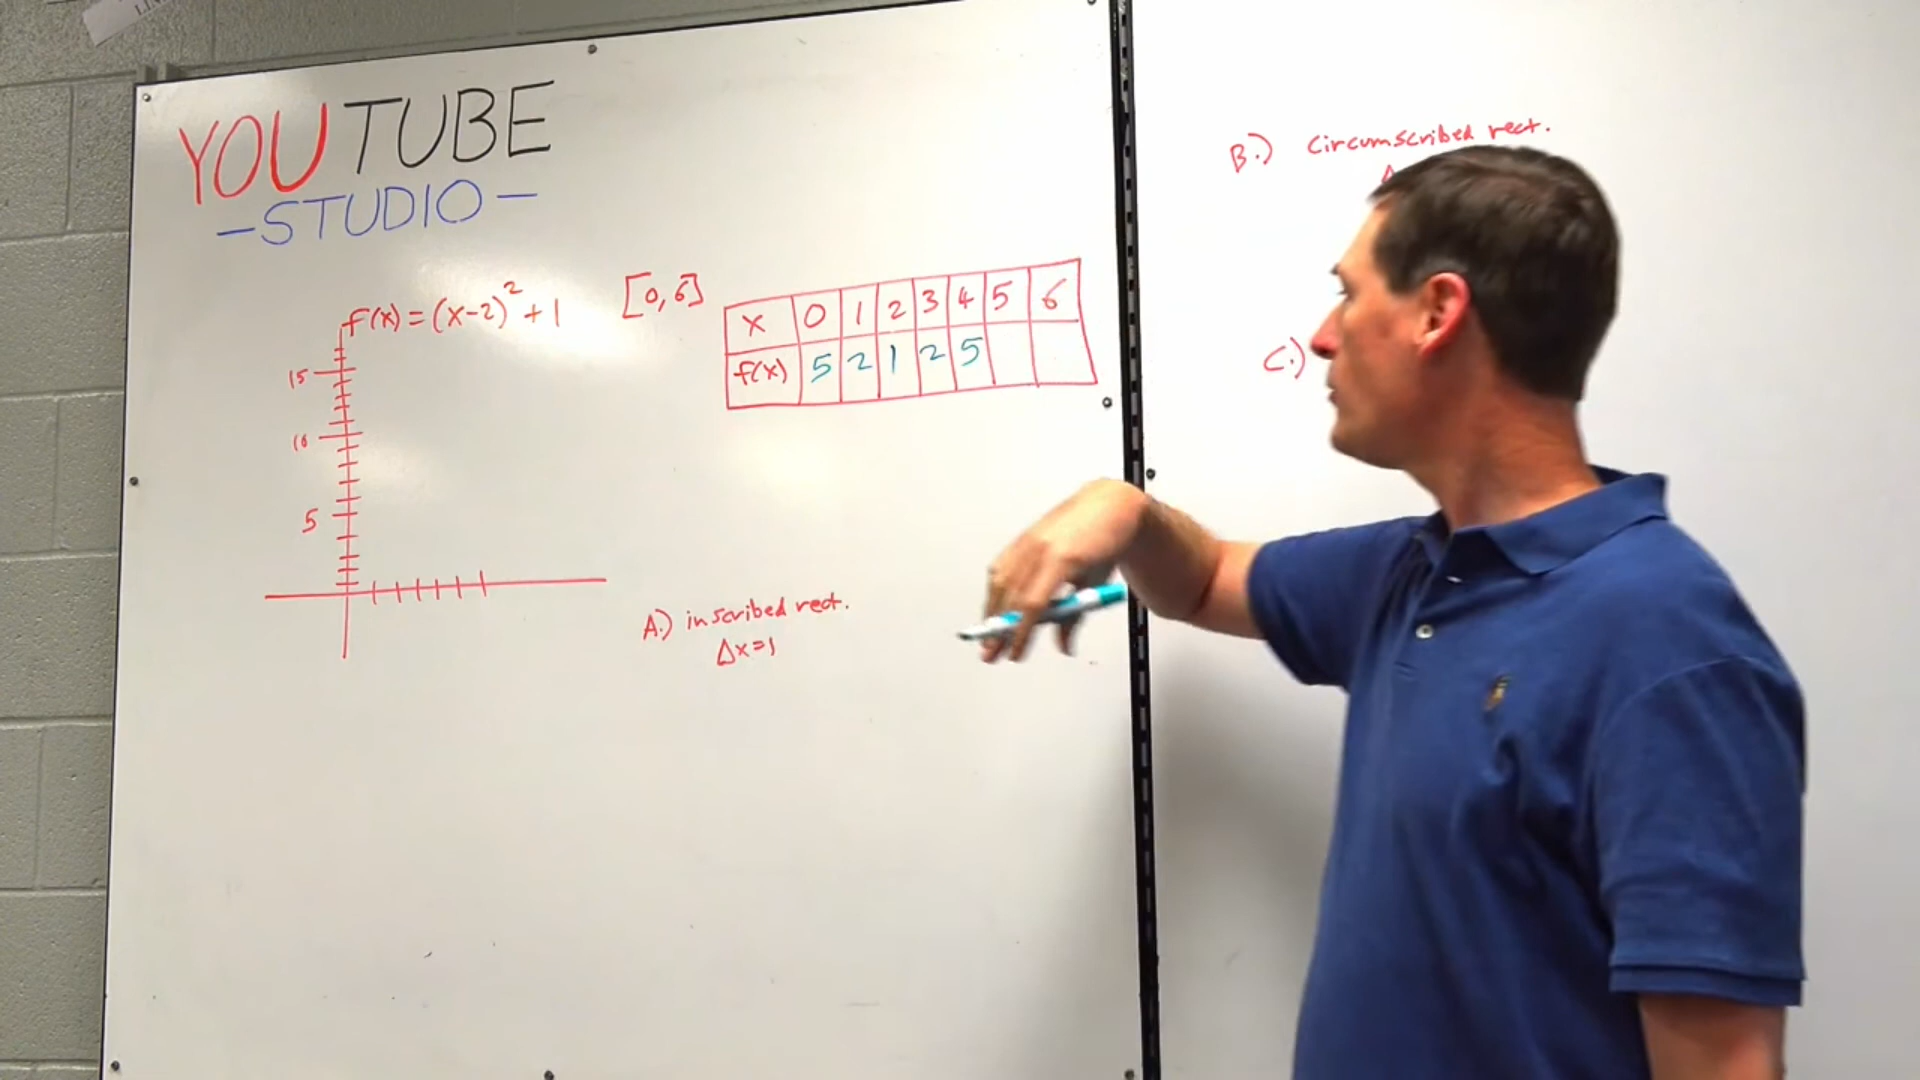 YOUTUBE
-STUDIO-
f(x) = (x-2)² + 1 [0,6]
x 0 1 2 3 4 5 6
f(x) 5 2 1 2 5
15
10
5
A.) inscribed rect.
Δx=1
B.) Circumscribed rect.
Δ
C.)